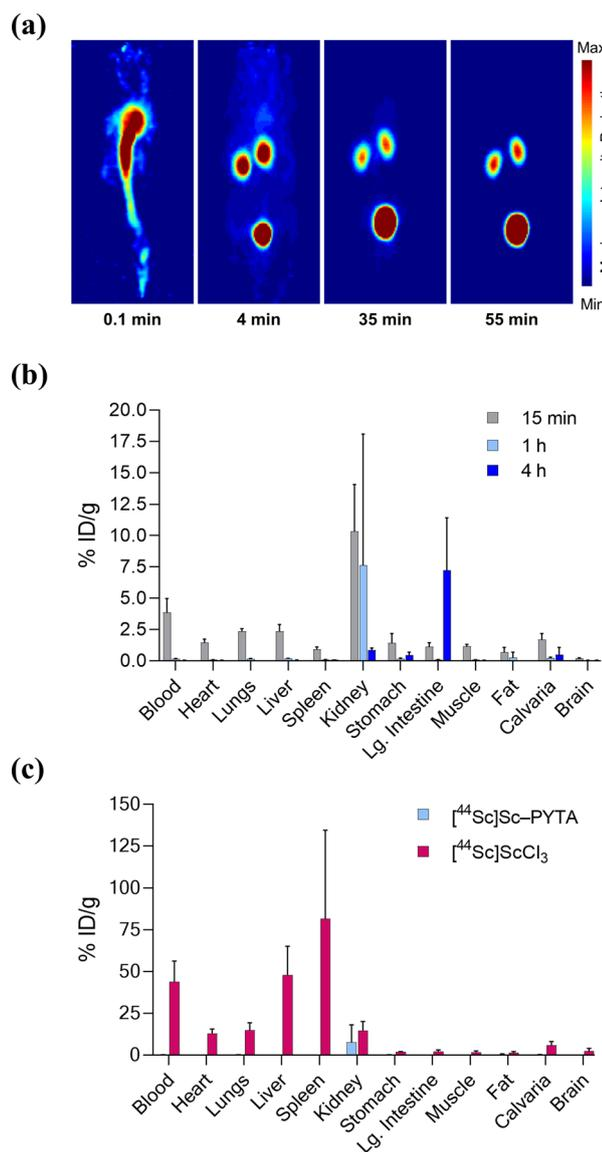 (a)
Max
Min
0.1 min
4 min
35 min
55 min
(b)
20.0
17.5
15.0
12.5
10.0
7.5
5.0
2.5
0.0
% ID/g
15 min
1 h
4 h
Blood
Heart
Lungs
Liver
Spleen
Kidney
Stomach
Lg. Intestine
Muscle
Fat
Calvaria
Brain
(c)
150
125
100
75
50
25
0
% ID/g
[⁴⁴Sc]Sc–PYTA
[⁴⁴Sc]ScCl₃
Blood
Heart
Lungs
Liver
Spleen
Kidney
Stomach
Lg. Intestine
Muscle
Fat
Calvaria
Brain